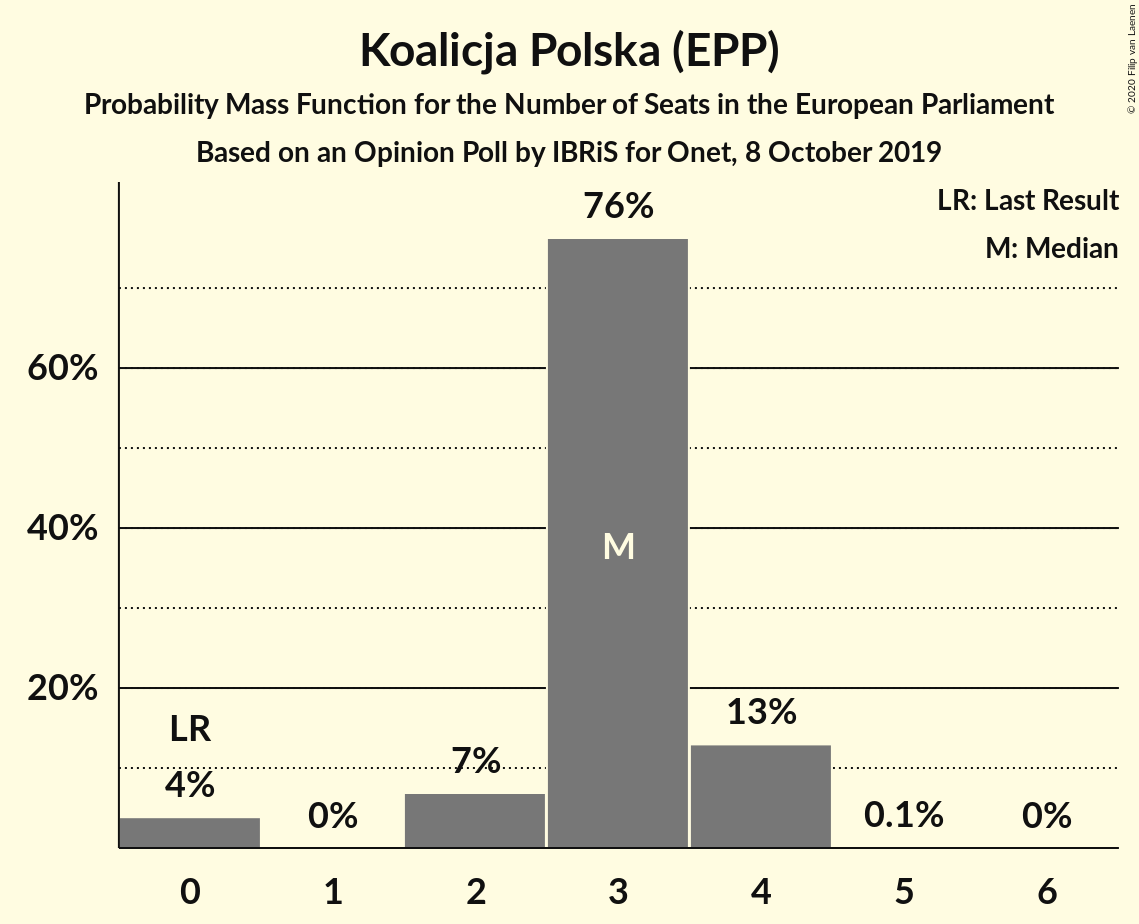 Koalicja Polska (EPP)
Probability Mass Function for the Number of Seats in the European Parliament
Based on an Opinion Poll by IBRiS for Onet, 8 October 2019
© 2020 Filip van Laenen
LR: Last Result
M: Median
76%
60%
40%
20%
M
LR
4%
0%
7%
13%
0.1%
0%
0 1 2 3 4 5 6